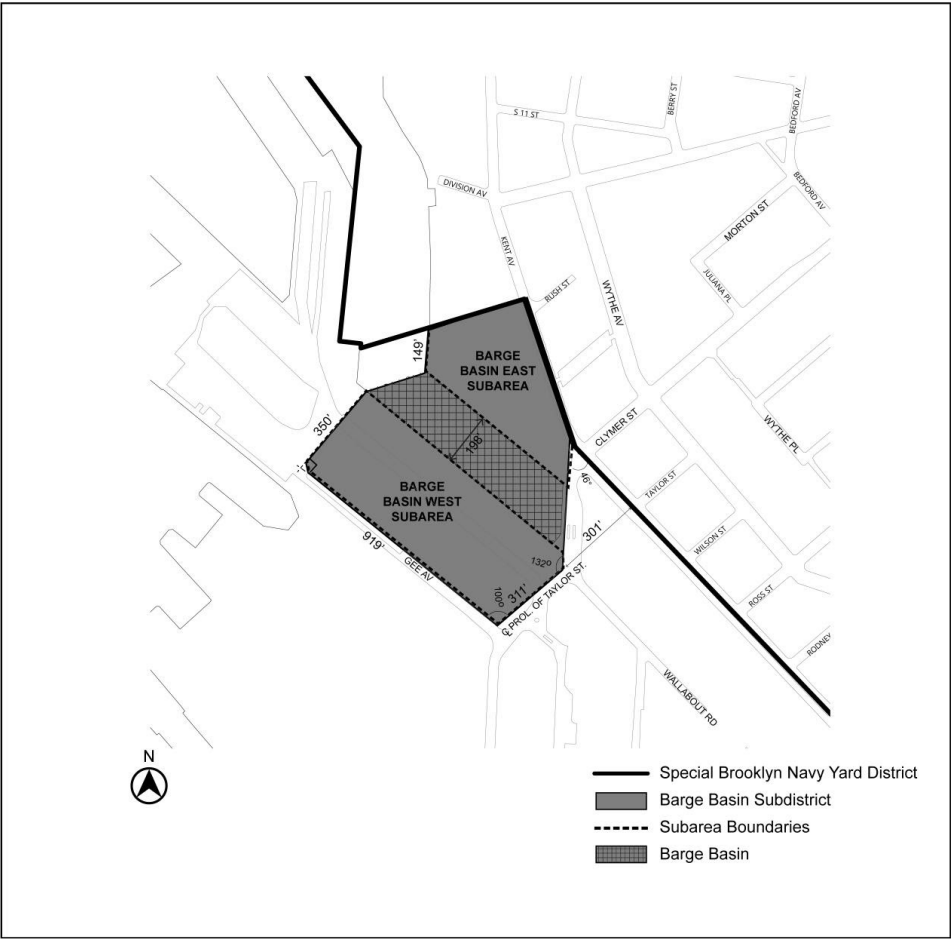 S 11 ST
BERRY ST
BEDFORD AV
DIVISION AV
BEDFORD AV
MORTON ST
KENT AV
JULIANA PL
RUSH ST.
WYTHE AV
149'
BARGE
BASIN EAST
SUBAREA
350'
198'
CLYMER ST
WYTHE PL
BARGE
BASIN WEST
SUBAREA
46°
TAYLOR ST
919'
GEE AV
301'
WILSON ST
132°
100°
311'
℄ PROL. OF TAYLOR ST.
ROSS ST
RODNEY
WALLABOUT RD
N
Special Brooklyn Navy Yard District
Barge Basin Subdistrict
Subarea Boundaries
Barge Basin